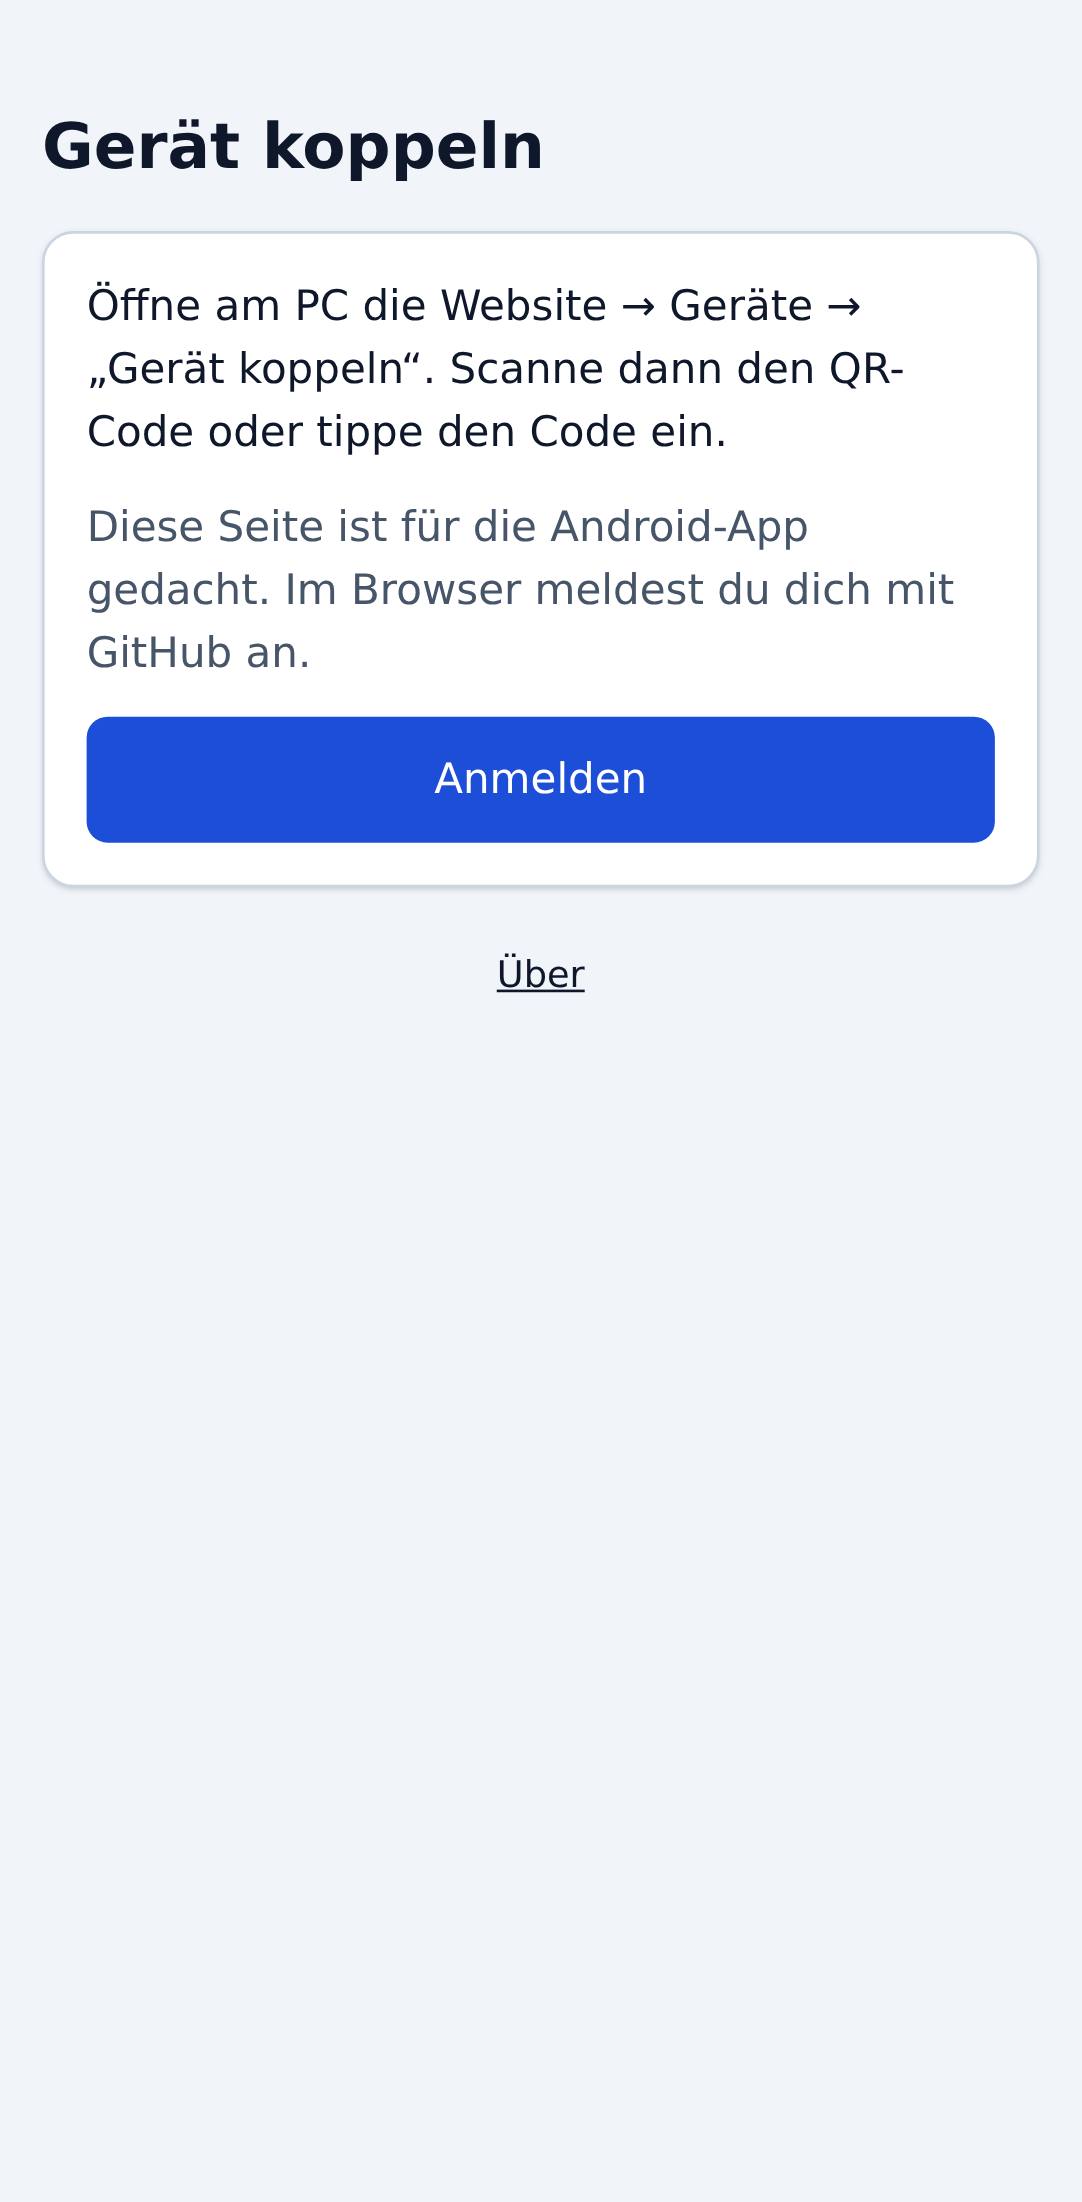 Gerät koppeln
Öffne am PC die Website → Geräte →
„Gerät koppeln“. Scanne dann den QR-
Code oder tippe den Code ein.
Diese Seite ist für die Android-App
gedacht. Im Browser meldest du dich mit
GitHub an.
Anmelden
Über